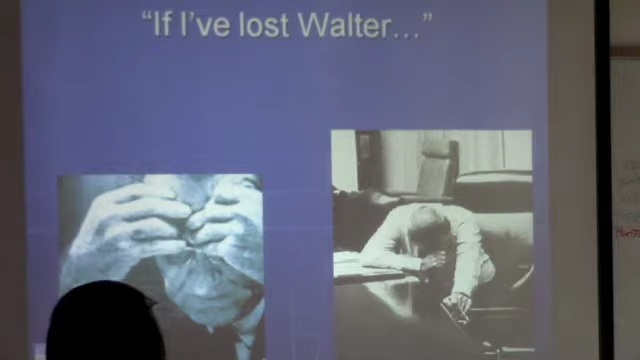 “If I’ve lost Walter…”